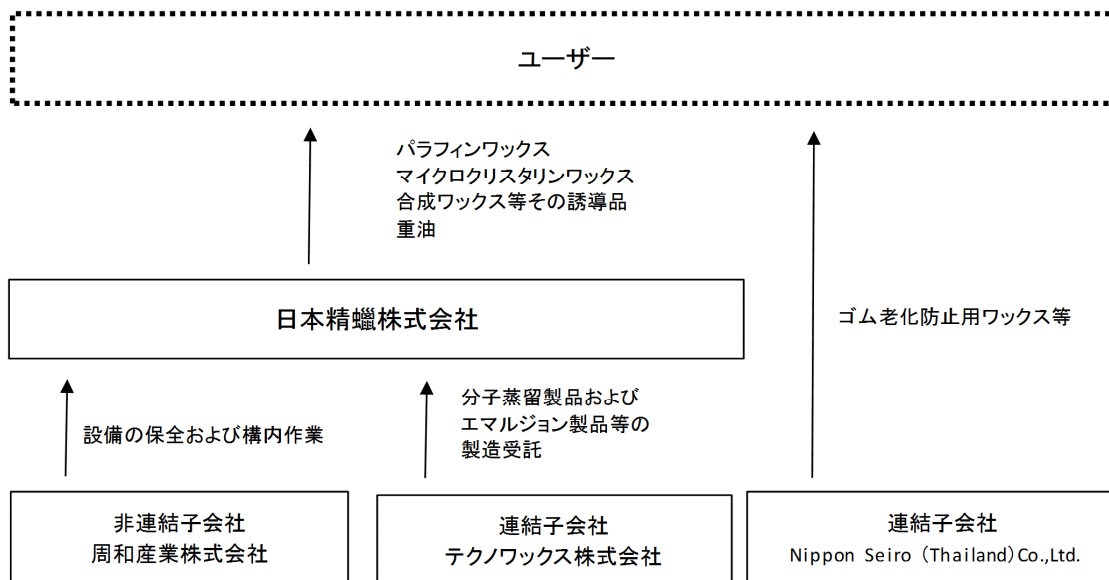 ユーザー
パラフィンワックス
マイクロクリスタリンワックス
合成ワックス等その誘導品
重油
日本精蠟株式会社
ゴム老化防止用ワックス等
設備の保全および構内作業
分子蒸留製品および
エマルジョン製品等の
製造受託
非連結子会社
周和産業株式会社
連結子会社
テクノワックス株式会社
連結子会社
Nippon Seiro (Thailand)Co.,Ltd.